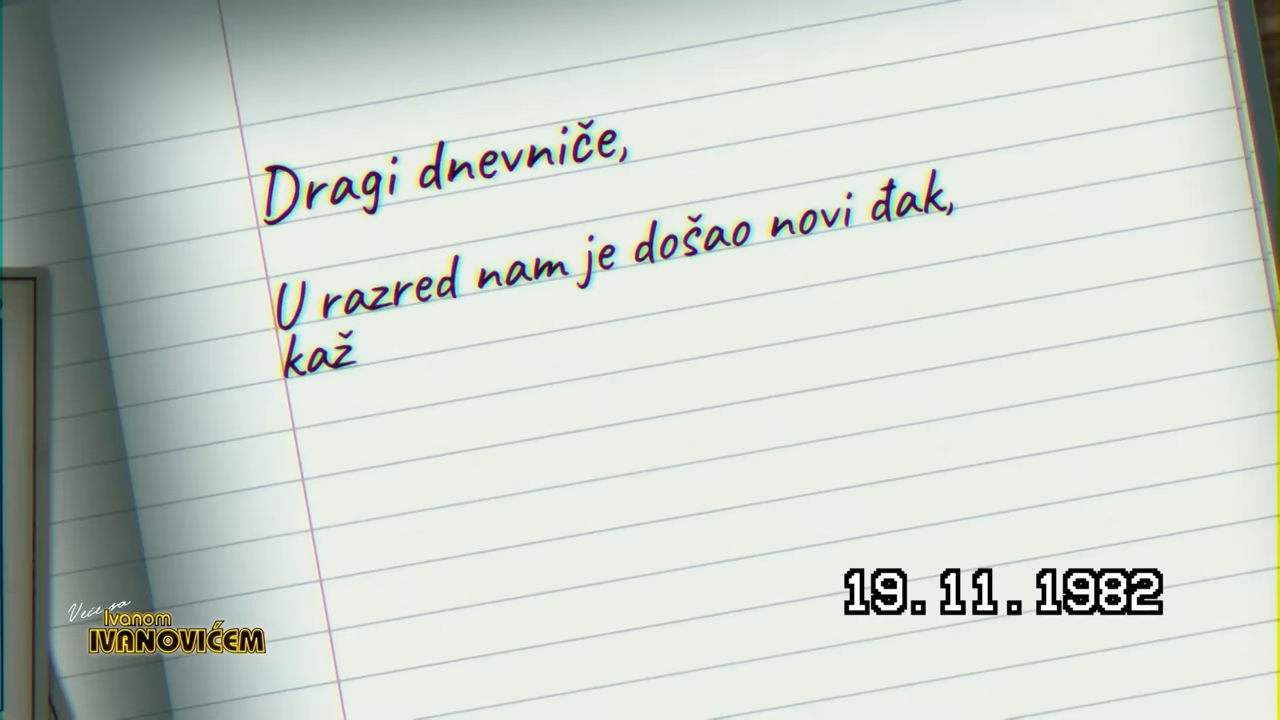 Dragi dnevniče,
U razred nam je došao novi đak,
kaž
19.11.1982
Veče sa
Ivanom
IVANOVIĆEM